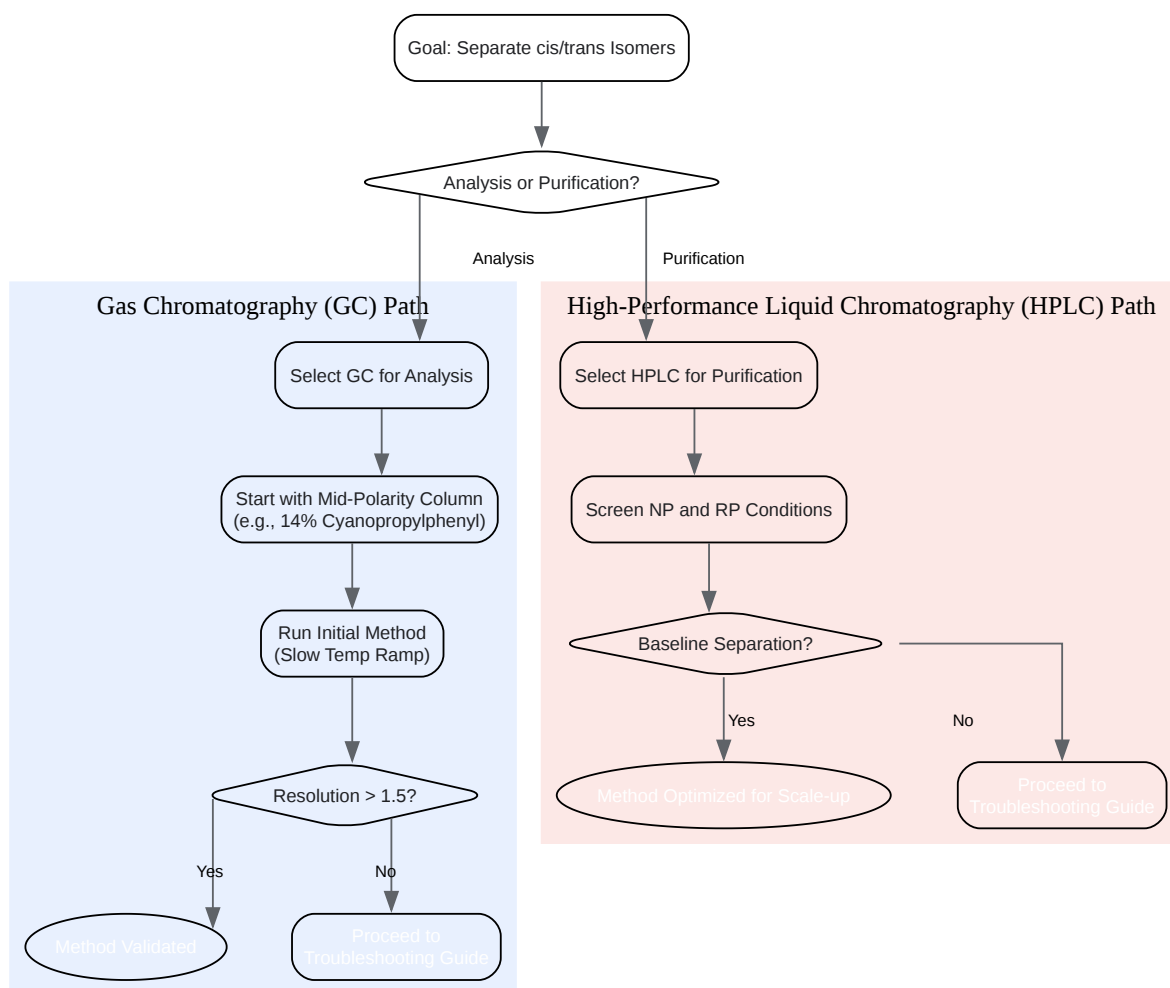 Goal: Separate cis/trans Isomers
Analysis or Purification?
Analysis
Purification
Gas Chromatography (GC) Path
Select GC for Analysis
Start with Mid-Polarity Column
(e.g., 14% Cyanopropylphenyl)
Run Initial Method
(Slow Temp Ramp)
Resolution > 1.5?
Yes
No
Method Validated
Proceed to
Troubleshooting Guide
High-Performance Liquid Chromatography (HPLC) Path
Select HPLC for Purification
Screen NP and RP Conditions
Baseline Separation?
Yes
No
Method Optimized for Scale-up
Proceed to
Troubleshooting Guide